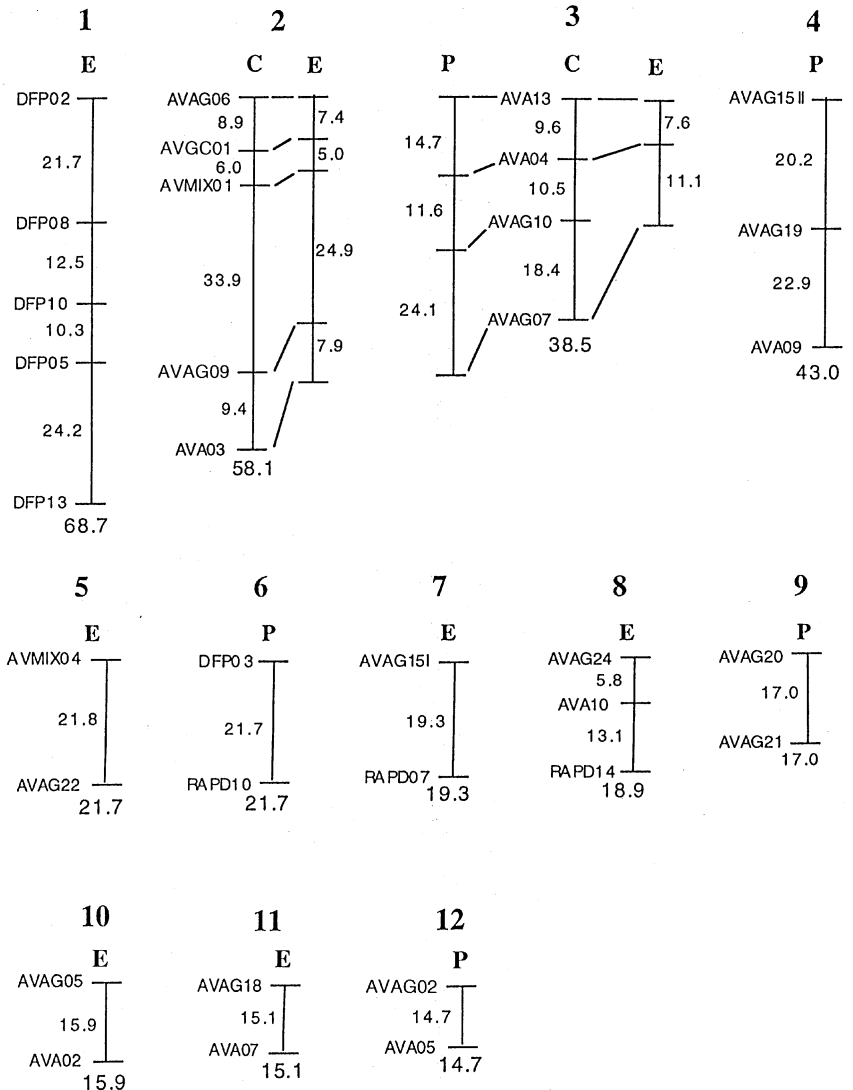 1
E
DFP02
21.7
DFP08
12.5
DFP10
10.3
DFP05
24.2
DFP13
68.7
2
C E
AVAG06
8.9
7.4
AVGC01
6.0
5.0
AVMIX01
33.9
24.9
AVAG09
7.9
9.4
AVA03
58.1
3
P C E
AVA13
14.7
9.6
7.6
AVA04
11.6
10.5
11.1
AVAG10
24.1
18.4
AVAG07
38.5
4
P
AVAG15 II
20.2
AVAG19
22.9
AVA09
43.0
5
E
AVMIX04
21.8
AVAG22
21.7
6
P
DFP03
21.7
RAPD10
21.7
7
E
AVAG15I
19.3
RAPD07
19.3
8
E
AVAG24
5.8
AVA10
13.1
RAPD14
18.9
9
P
AVAG20
17.0
AVAG21
17.0
10
E
AVAG05
15.9
AVA02
15.9
11
E
AVAG18
15.1
AVA07
15.1
12
P
AVAG02
14.7
AVA05
14.7